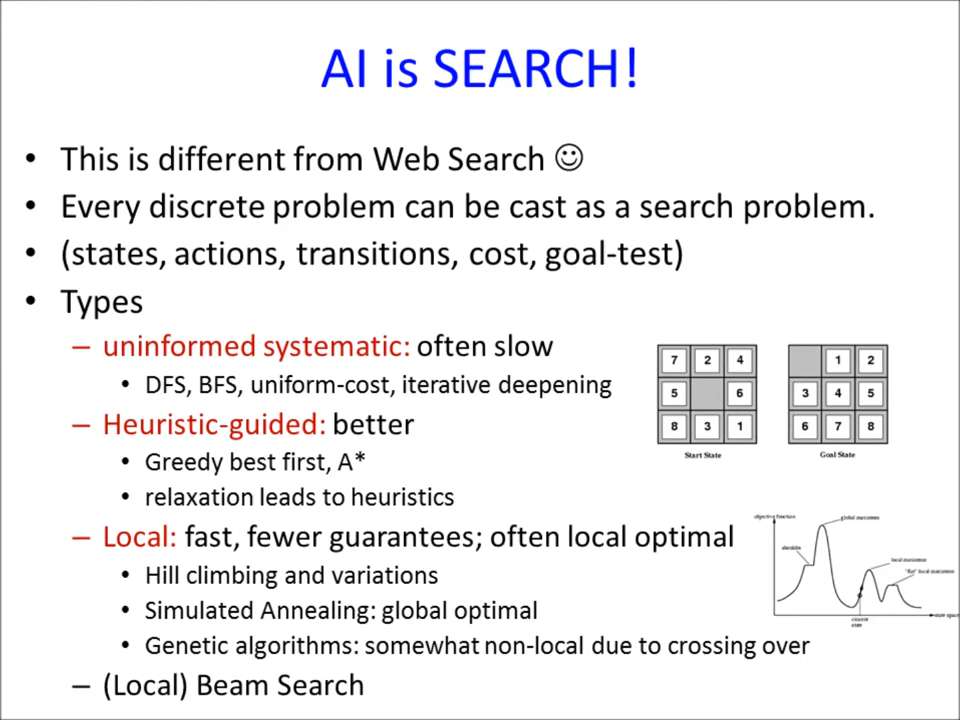 AI is SEARCH!
• This is different from Web Search ☺
• Every discrete problem can be cast as a search problem.
• (states, actions, transitions, cost, goal-test)
• Types
– uninformed systematic: often slow
• DFS, BFS, uniform-cost, iterative deepening
– Heuristic-guided: better
• Greedy best first, A*
• relaxation leads to heuristics
– Local: fast, fewer guarantees; often local optimal
• Hill climbing and variations
• Simulated Annealing: global optimal
• Genetic algorithms: somewhat non-local due to crossing over
– (Local) Beam Search
7 2 4
5 6
8 3 1
Start State
1 2
3 4 5
6 7 8
Goal State
objective function
global maximum
shoulder
local maximum
"flat" local maximum
current
state
state space